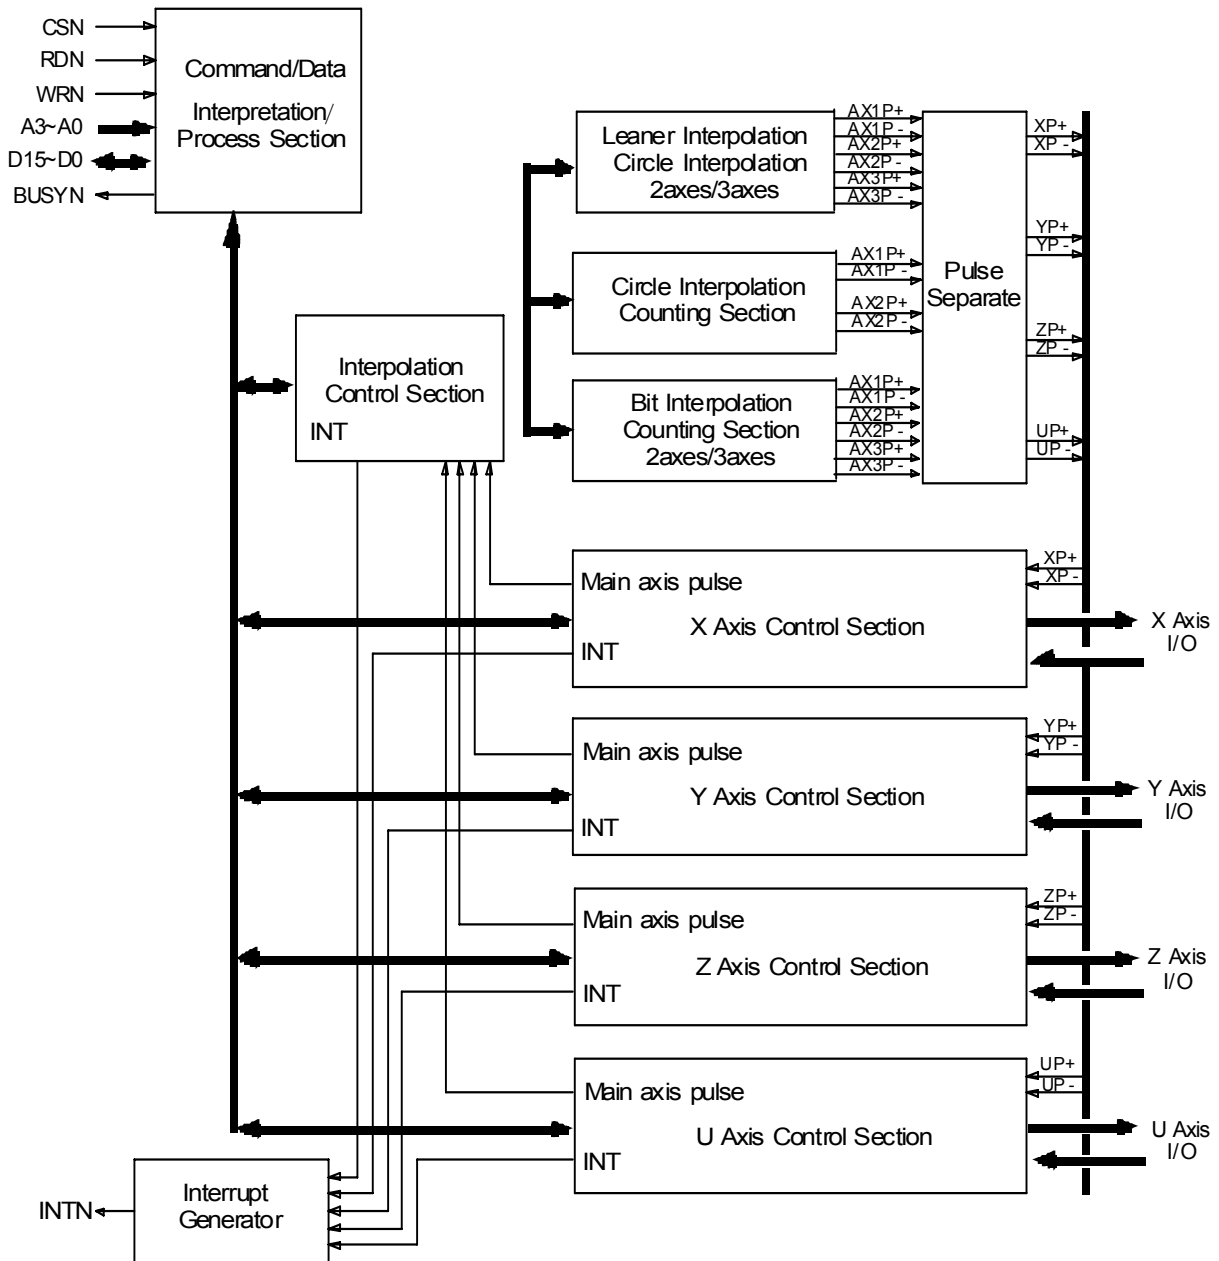 CSN
RDN
WRN
A3~A0
D15~D0
BUSYN
Command/Data
Interpretation/
Process Section
Leaner Interpolation
Circle Interpolation
2axes/3axes
AX1P+
AX1P-
AX2P+
AX2P-
AX3P+
AX3P-
Circle Interpolation
Counting Section
AX1P+
AX1P-
AX2P+
AX2P-
Bit Interpolation
Counting Section
2axes/3axes
AX1P+
AX1P-
AX2P+
AX2P-
AX3P+
AX3P-
Pulse
Separate
XP+
XP-
YP+
YP-
ZP+
ZP-
UP+
UP-
Interpolation
Control Section
INT
Main axis pulse
X Axis Control Section
INT
XP+
XP-
X Axis
I/O
Main axis pulse
Y Axis Control Section
INT
YP+
YP-
Y Axis
I/O
Main axis pulse
Z Axis Control Section
INT
ZP+
ZP-
Z Axis
I/O
Main axis pulse
U Axis Control Section
INT
UP+
UP-
U Axis
I/O
INTN
Interrupt
Generator